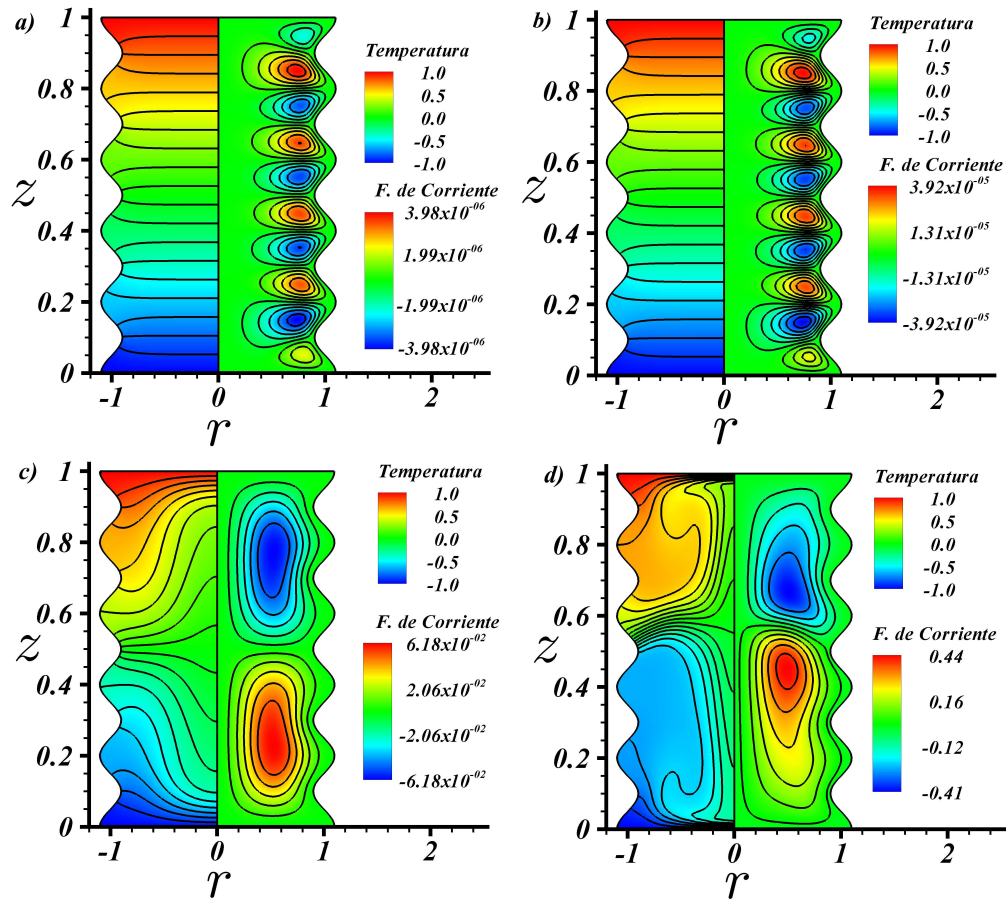 a)
1
0.8
0.6
0.4
0.2
0
z
-1
0
1
2
r
Temperatura
1.0
0.5
0.0
-0.5
-1.0
F. de Corriente
3.98x10⁻⁰⁶
1.99x10⁻⁰⁶
-1.99x10⁻⁰⁶
-3.98x10⁻⁰⁶
b)
1
0.8
0.6
0.4
0.2
0
z
-1
0
1
2
r
Temperatura
1.0
0.5
0.0
-0.5
-1.0
F. de Corriente
3.92x10⁻⁰⁵
1.31x10⁻⁰⁵
-1.31x10⁻⁰⁵
-3.92x10⁻⁰⁵
c)
1
0.8
0.6
0.4
0.2
0
z
-1
0
1
2
r
Temperatura
1.0
0.5
0.0
-0.5
-1.0
F. de Corriente
6.18x10⁻⁰²
2.06x10⁻⁰²
-2.06x10⁻⁰²
-6.18x10⁻⁰²
d)
1
0.8
0.6
0.4
0.2
0
z
-1
0
1
2
r
Temperatura
1.0
0.5
0.0
-0.5
-1.0
F. de Corriente
0.44
0.16
-0.12
-0.41